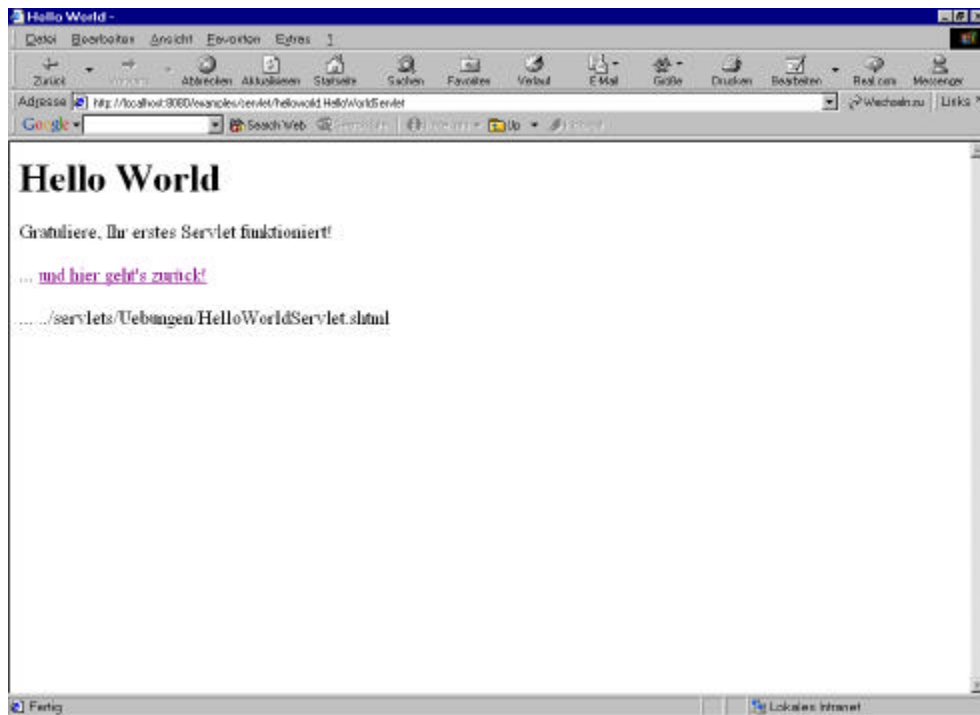 Hello World -
Datei Bearbeiten Ansicht Favoriten Extras ?
Zurück Abbrechen Aktualisieren Startseite Suchen Favoriten Verlauf E-Mail Größe Drucken Bearbeiten Real.com Messenger
Adresse http://localhost:8080/examples/servlet/helloworld.HelloWorldServlet Wechseln zu Links »
Google Search Web Up
Hello World
Gratuliere, Ihr erstes Servlet funktioniert!
... und hier geht's zurück!
... ../servlets/Uebungen/HelloWorldServlet.shtml
Fertig Lokales Intranet